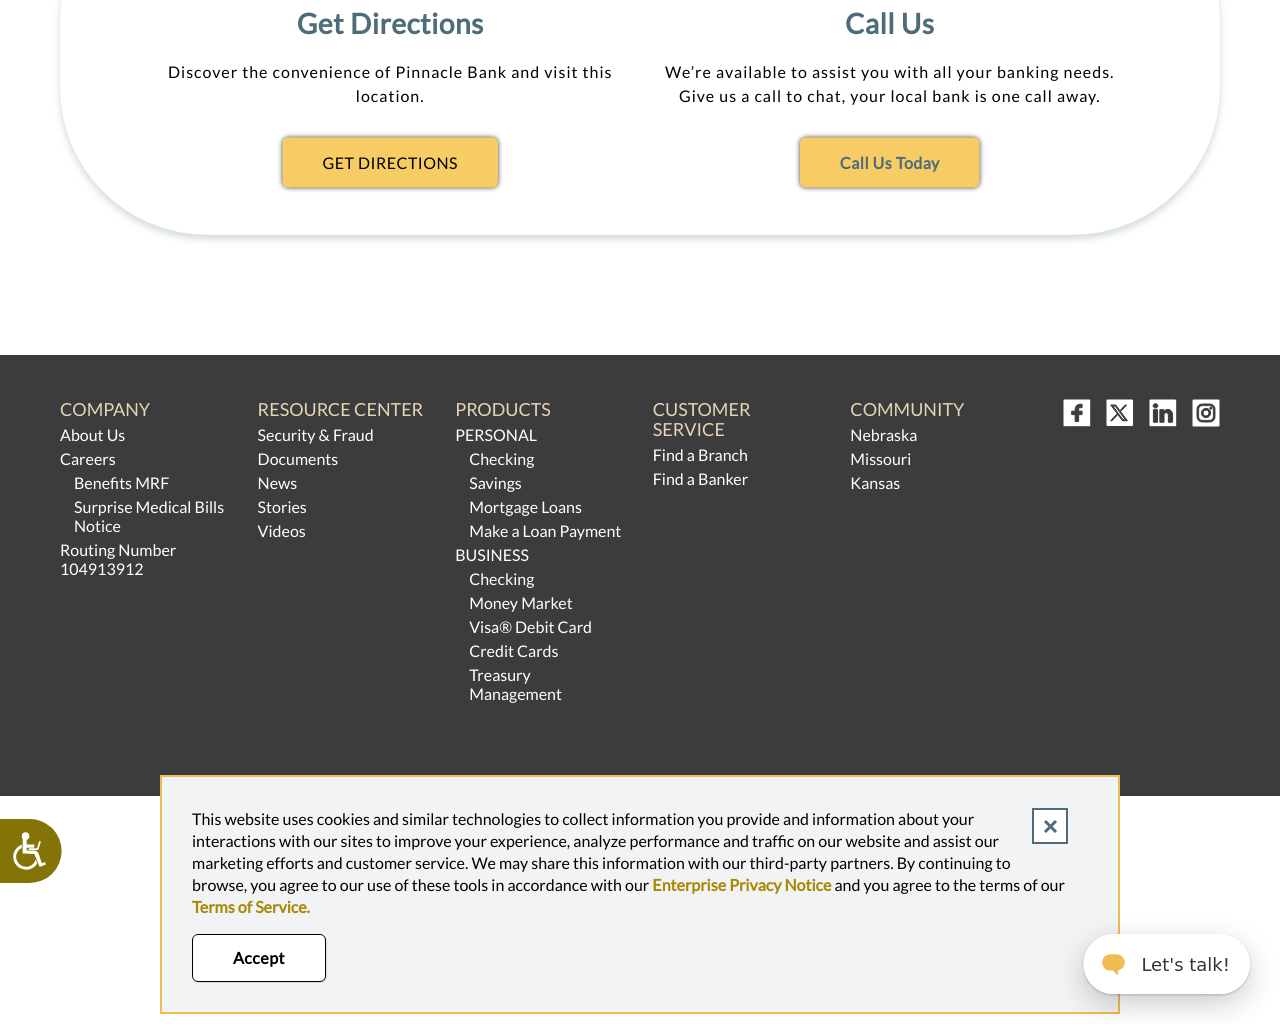 Get Directions
Discover the convenience of Pinnacle Bank and visit this
location.
GET DIRECTIONS
Call Us
We’re available to assist you with all your banking needs.
Give us a call to chat, your local bank is one call away.
Call Us Today
COMPANY
About Us
Careers
Benefits MRF
Surprise Medical Bills
Notice
Routing Number
104913912
RESOURCE CENTER
Security & Fraud
Documents
News
Stories
Videos
PRODUCTS
PERSONAL
Checking
Savings
Mortgage Loans
Make a Loan Payment
BUSINESS
Checking
Money Market
Visa® Debit Card
Credit Cards
Treasury
Management
CUSTOMER
SERVICE
Find a Branch
Find a Banker
COMMUNITY
Nebraska
Missouri
Kansas
This website uses cookies and similar technologies to collect information you provide and information about your
interactions with our sites to improve your experience, analyze performance and traffic on our website and assist our
marketing efforts and customer service. We may share this information with our third-party partners. By continuing to
browse, you agree to our use of these tools in accordance with our Enterprise Privacy Notice and you agree to the terms of our
Terms of Service.
Accept
Let's talk!